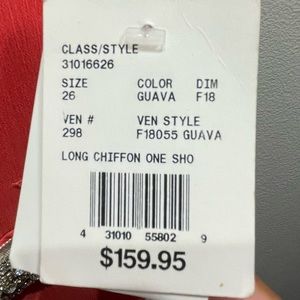 CLASS/STYLE
31016626
SIZE COLOR DIM
26 GUAVA F18
VEN # VEN STYLE
298 F18055 GUAVA
LONG CHIFFON ONE SHO
4 31010 55802 9
$159.95